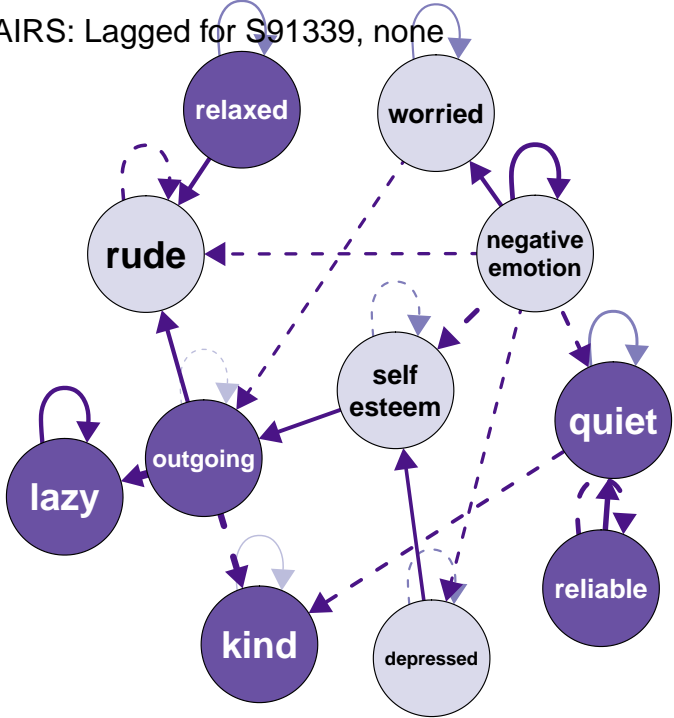 AIRS: Lagged for S91339, none
relaxed
worried
rude
negative
emotion
self
esteem
quiet
outgoing
lazy
reliable
kind
depressed